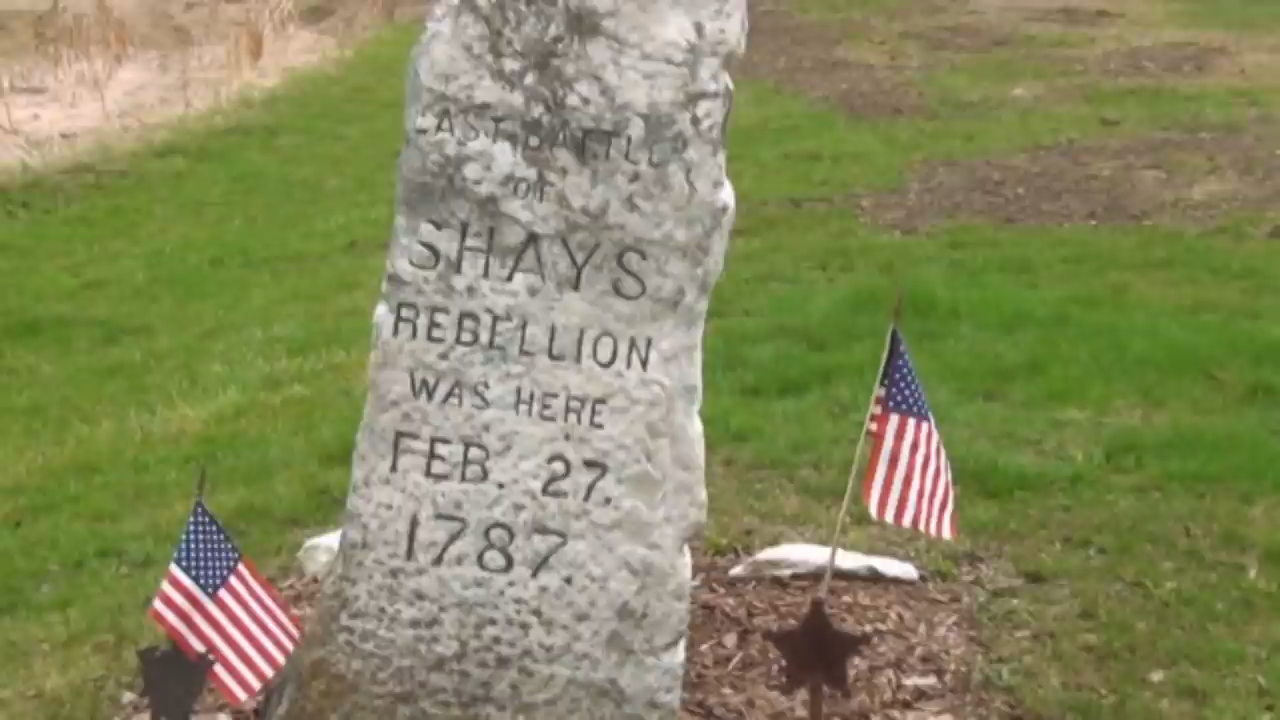 LAST BATTLE
OF
SHAYS
REBELLION
WAS HERE
FEB. 27.
1787.